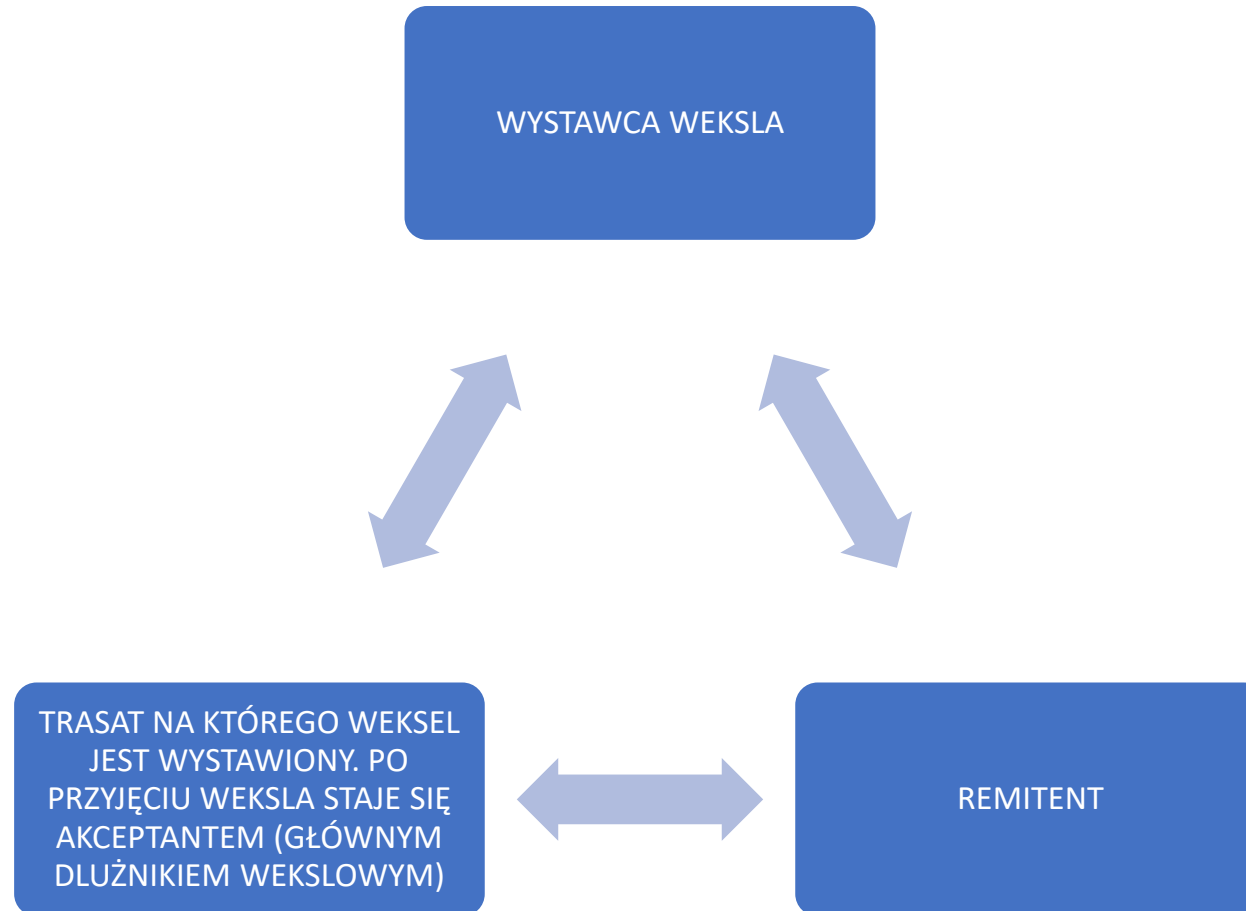 WYSTAWCA WEKSLA
TRASAT NA KTÓREGO WEKSEL
JEST WYSTAWIONY. PO
PRZYJĘCIU WEKSLA STAJE SIĘ
AKCEPTANTEM (GŁÓWNYM
DLUŻNIKIEM WEKSLOWYM)
REMITENT